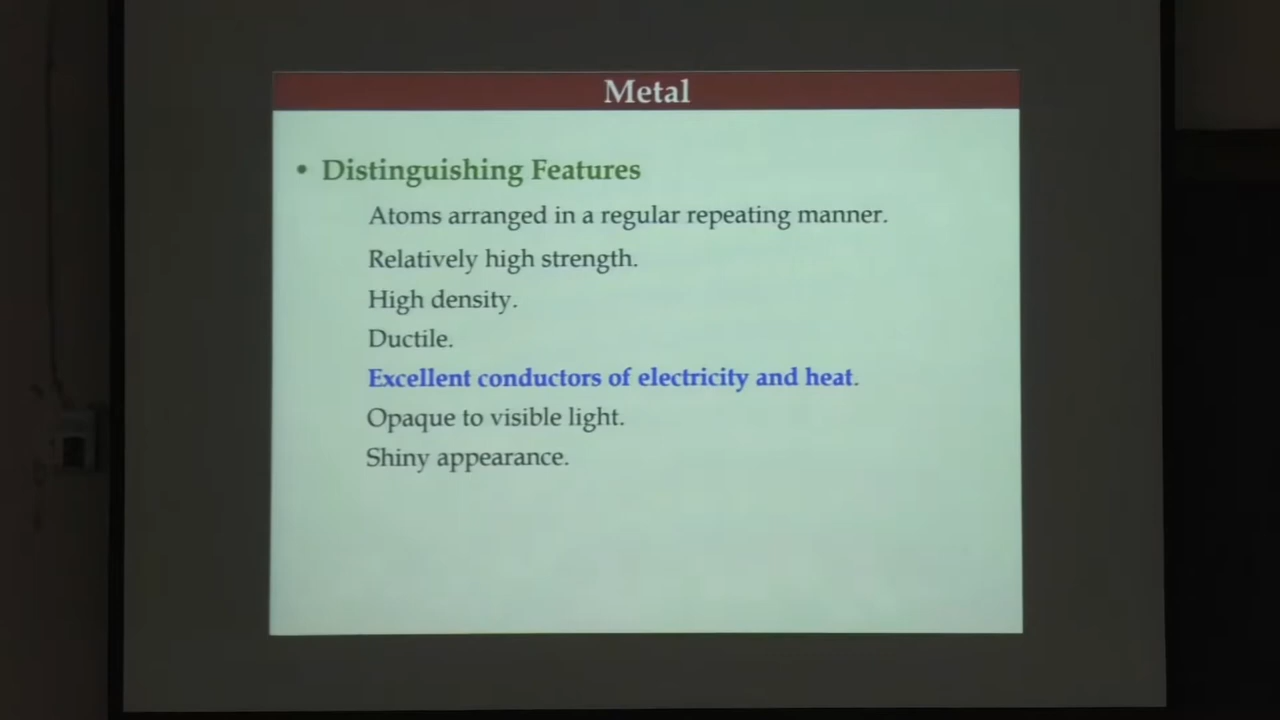 Metal
• Distinguishing Features
Atoms arranged in a regular repeating manner.
Relatively high strength.
High density.
Ductile.
Excellent conductors of electricity and heat.
Opaque to visible light.
Shiny appearance.